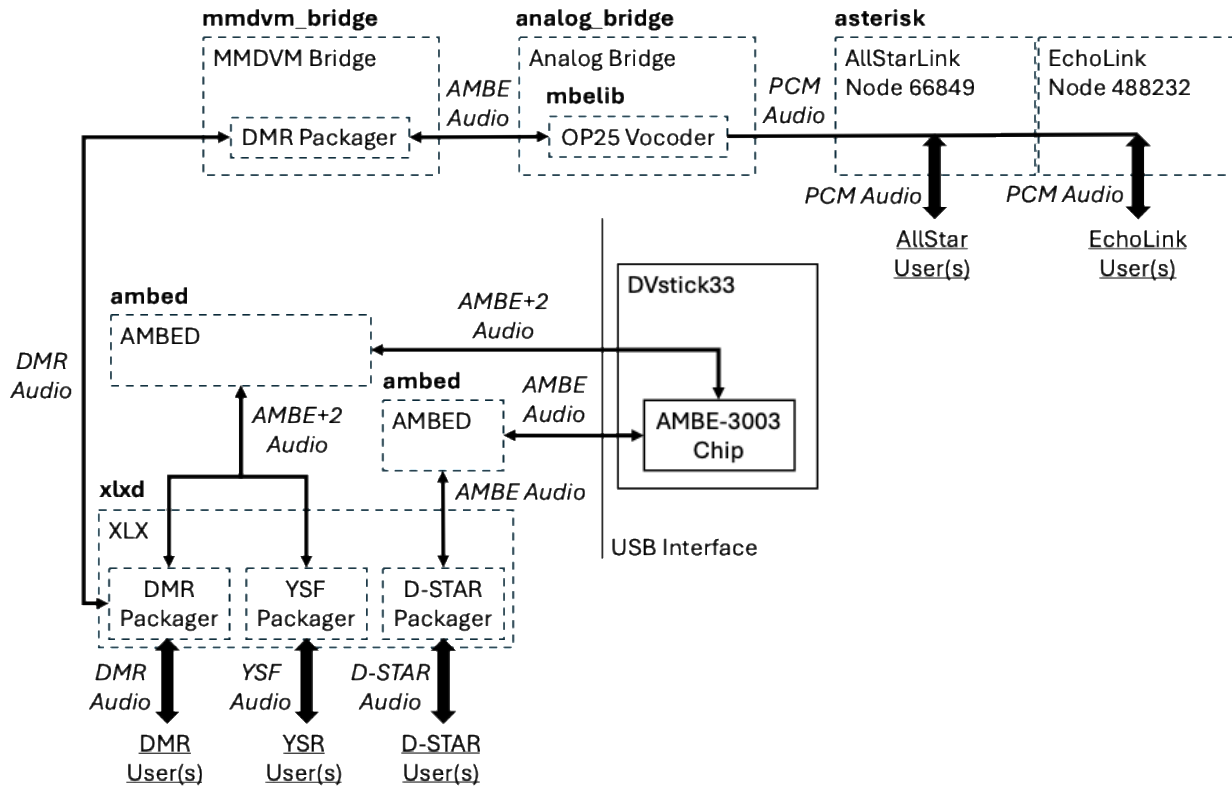 mmdvm_bridge
analog_bridge
asterisk
MMDVM Bridge
Analog Bridge
AllStarLink
Node 66849
EchoLink
Node 488232
AMBE
Audio
mbelib
PCM
Audio
DMR Packager
OP25 Vocoder
PCM Audio
PCM Audio
AllStar
User(s)
EchoLink
User(s)
DVstick33
ambed
AMBED
AMBE+2
Audio
DMR
Audio
ambed
AMBED
AMBE
Audio
AMBE-3003
Chip
AMBE+2
Audio
AMBE Audio
xlxd
XLX
USB Interface
DMR
Packager
YSF
Packager
D-STAR
Packager
DMR
Audio
YSF
Audio
D-STAR
Audio
DMR
User(s)
YSR
User(s)
D-STAR
User(s)